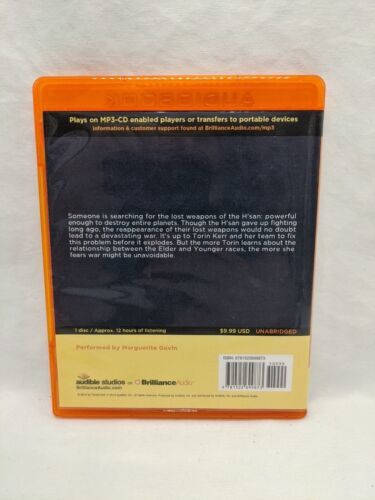 AUDIOBOOK
Plays on MP3-CD enabled players or transfers to portable devices
information & customer support found at BrillianceAudio.com/mp3
Someone is searching for the lost weapons of the H'san: powerful
enough to destroy entire planets. Though the H'san gave up fighting
long ago, the reappearance of their lost weapons would no doubt
lead to a devastating war. It's up to Torin Kerr and her team to fix
this problem before it explodes. But the more Torin learns about the
relationship between the Elder and Younger races, the more she
fears war might be unavoidable.
1 disc / Approx. 12 hours of listening $9.99 USD UNABRIDGED
Performed by Marguerite Gavin
audible studios on BrillianceAudio
BrillianceAudio.com